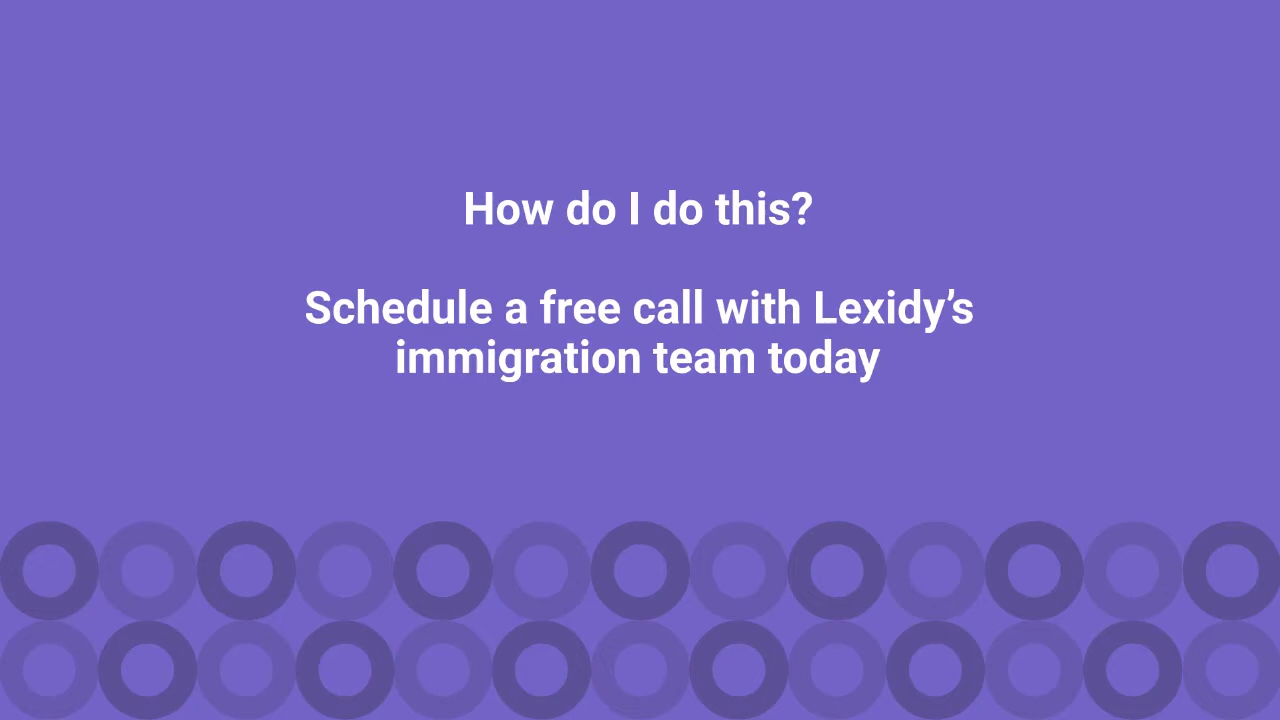 How do I do this?
Schedule a free call with Lexidy’s
immigration team today